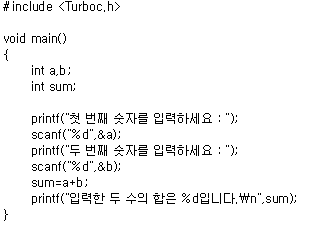 #include <Turboc.h>
void main()
{
int a,b;
int sum;
printf("첫 번째 숫자를 입력하세요 : ");
scanf("%d",&a);
printf("두 번째 숫자를 입력하세요 : ");
scanf("%d",&b);
sum=a+b;
printf("입력한 두 수의 합은 %d입니다.₩n",sum);
}